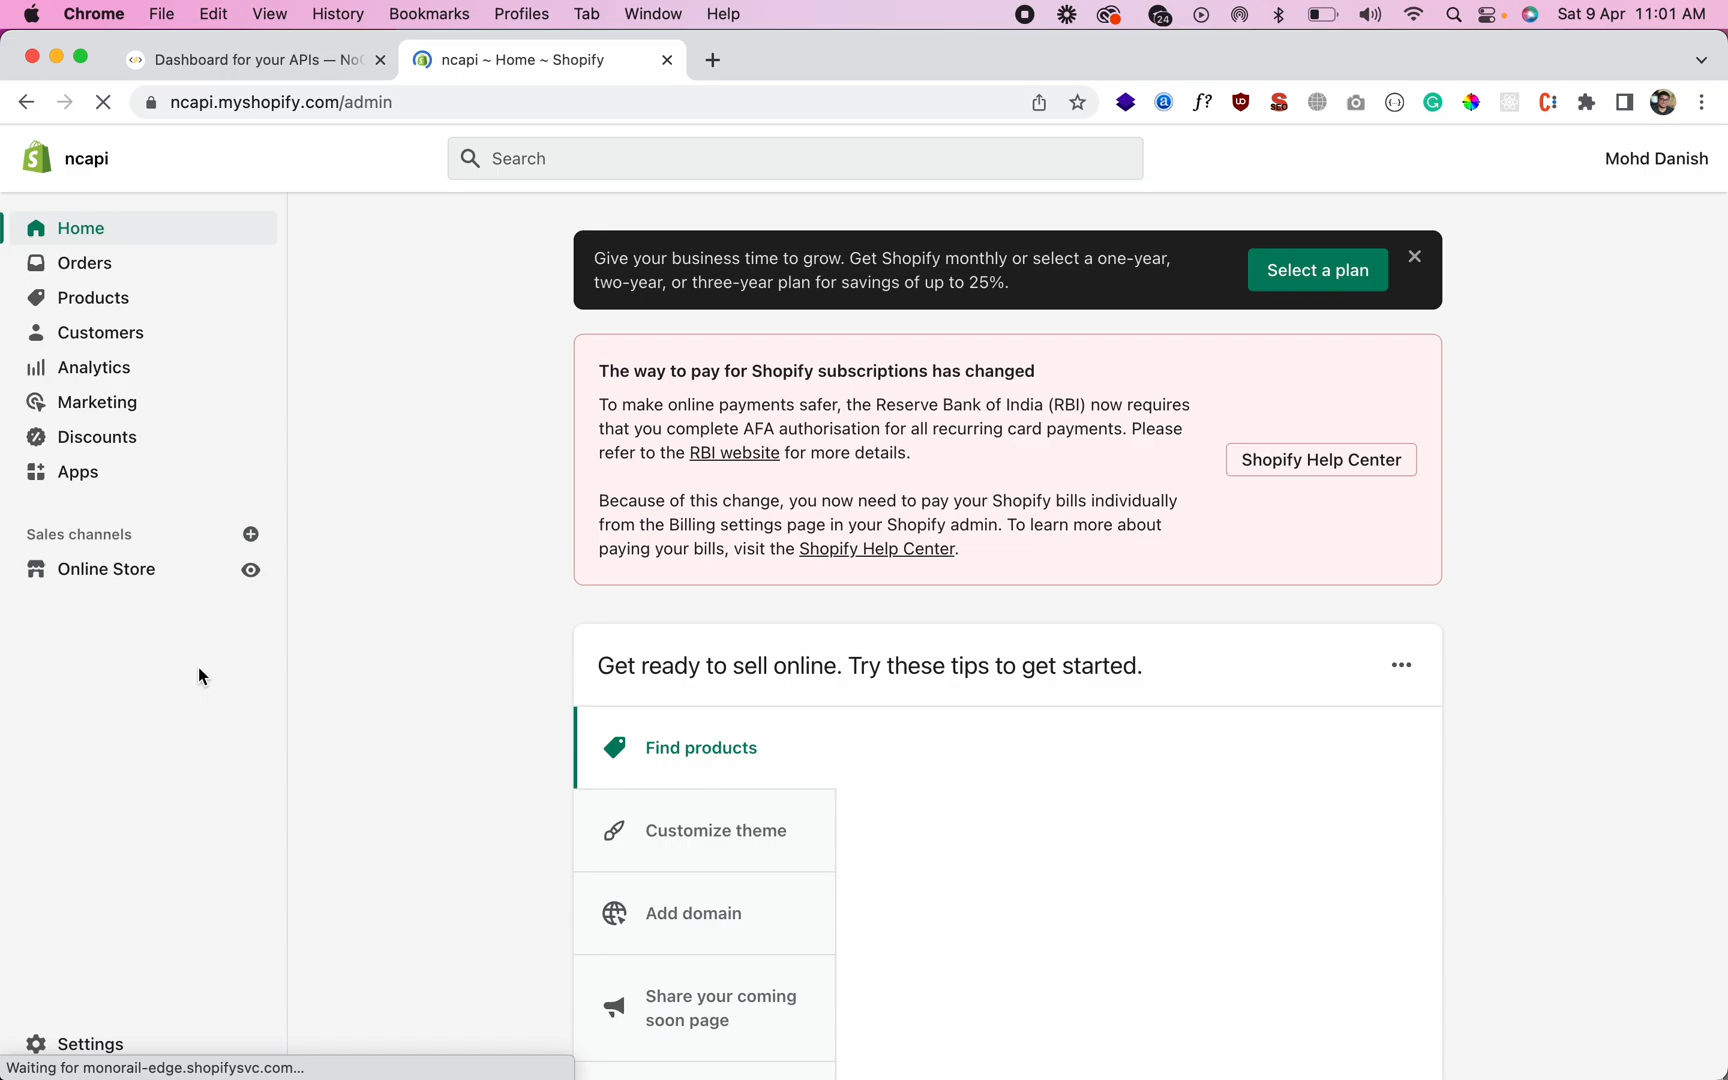 Chrome File Edit View History Bookmarks Profiles Tab Window Help 24 Sat 9 Apr 11:01 AM
Dashboard for your APIs — No
ncapi ~ Home ~ Shopify
ncapi.myshopify.com/admin
f?
SEO
ncapi
Search
Mohd Danish
Home
Orders
Products
Customers
Analytics
Marketing
Discounts
Apps
Sales channels
Online Store
Settings
Give your business time to grow. Get Shopify monthly or select a one-year,
two-year, or three-year plan for savings of up to 25%.
Select a plan
The way to pay for Shopify subscriptions has changed
To make online payments safer, the Reserve Bank of India (RBI) now requires
that you complete AFA authorisation for all recurring card payments. Please
refer to the RBI website for more details.
Because of this change, you now need to pay your Shopify bills individually
from the Billing settings page in your Shopify admin. To learn more about
paying your bills, visit the Shopify Help Center.
Shopify Help Center
Get ready to sell online. Try these tips to get started.
Find products
Customize theme
Add domain
Share your coming
soon page
Waiting for monorail-edge.shopifysvc.com...